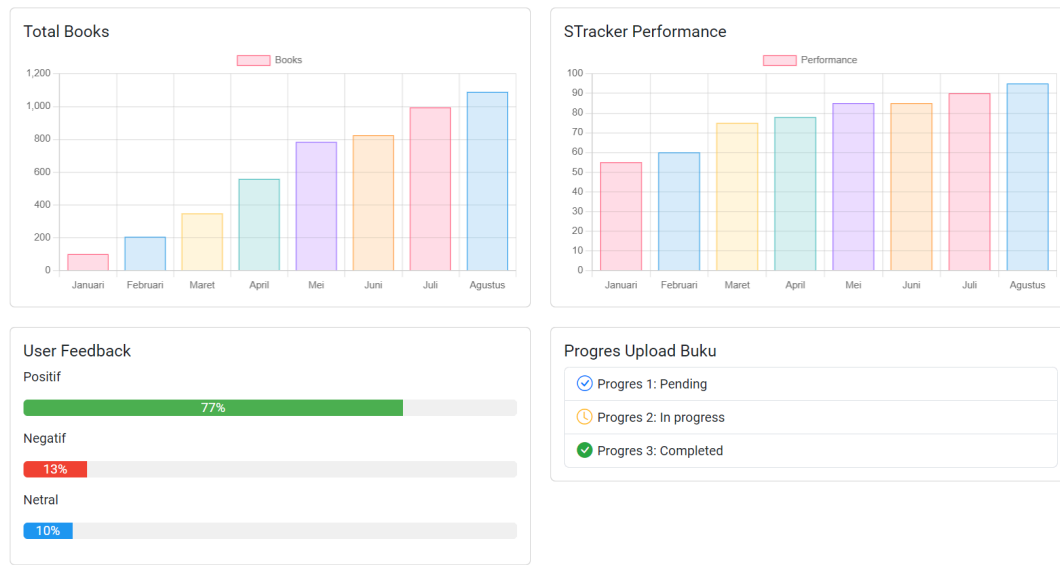 Total Books
Books
1,200
1,000
800
600
400
200
0
Januari Februari Maret April Mei Juni Juli Agustus
STracker Performance
Performance
100
90
80
70
60
50
40
30
20
10
0
Januari Februari Maret April Mei Juni Juli Agustus
User Feedback
Positif
77%
Negatif
13%
Netral
10%
Progres Upload Buku
Progres 1: Pending
Progres 2: In progress
Progres 3: Completed